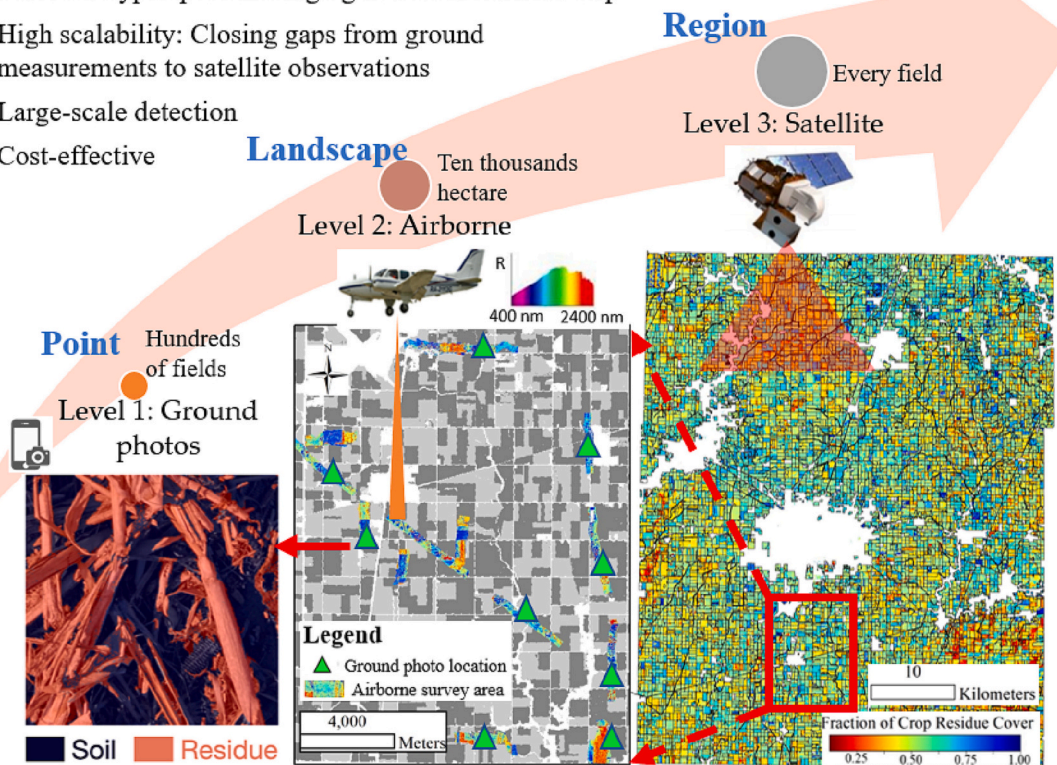 High scalability: Closing gaps from ground
measurements to satellite observations
Large-scale detection
Cost-effective
Region
Every field
Level 3: Satellite
Landscape
Ten thousands
hectare
Level 2: Airborne
R
400 nm 2400 nm
Point
Hundreds
of fields
Level 1: Ground
photos
Soil Residue
N
Legend
Ground photo location
Airborne survey area
4,000
Meters
10
Kilometers
Fraction of Crop Residue Cover
0.25 0.50 0.75 1.00